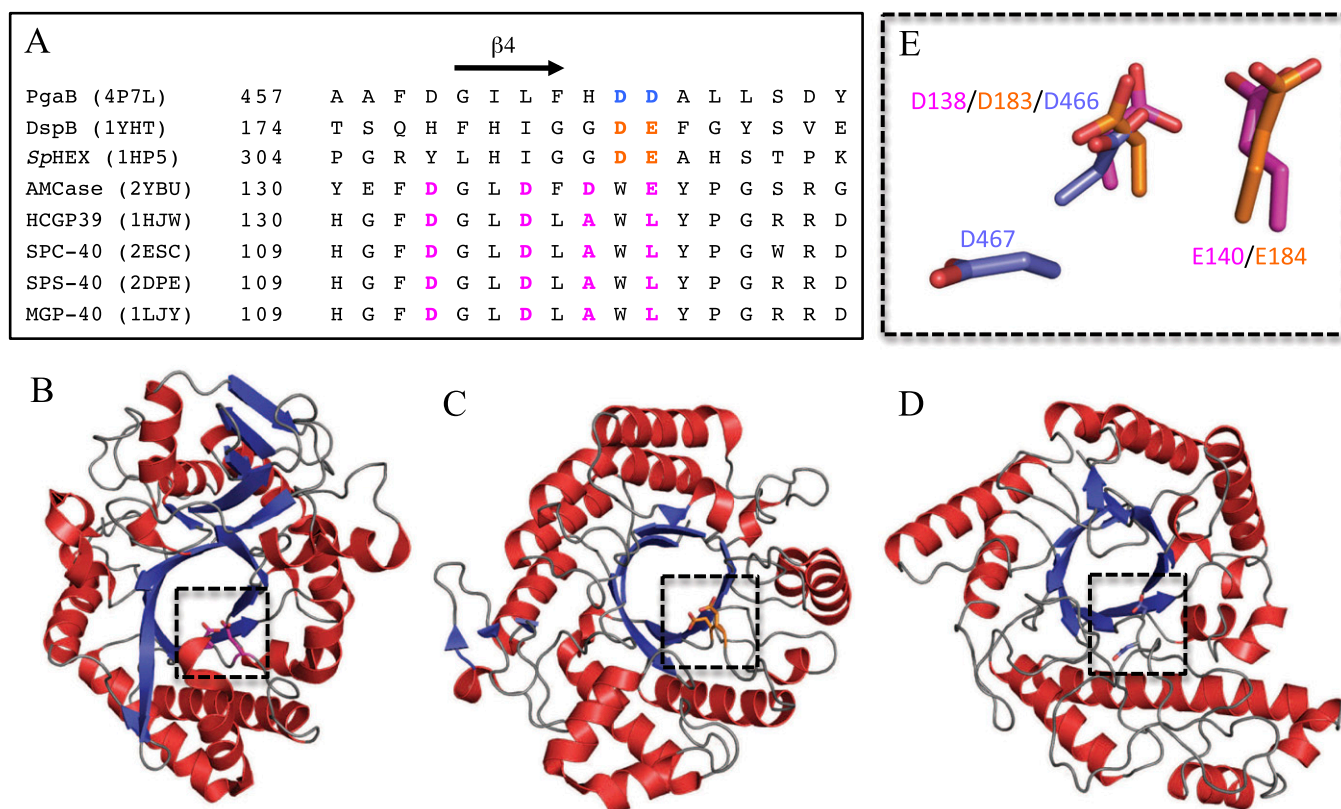 A
β4
PgaB (4P7L) 457 A A F D G I L F H D D A L L S D Y
DspB (1YHT) 174 T S Q H F H I G G D E F G Y S V E
SpHEX (1HP5) 304 P G R Y L H I G G D E A H S T P K
AMCase (2YBU) 130 Y E F D G L D F D W E Y P G S R G
HCGP39 (1HJW) 130 H G F D G L D L A W L Y P G R R D
SPC-40 (2ESC) 109 H G F D G L D L A W L Y P G W R D
SPS-40 (2DPE) 109 H G F D G L D L A W L Y P G R R D
MGP-40 (1LJY) 109 H G F D G L D L A W L Y P G R R D
E
D138/D183/D466
D467
E140/E184
B
C
D